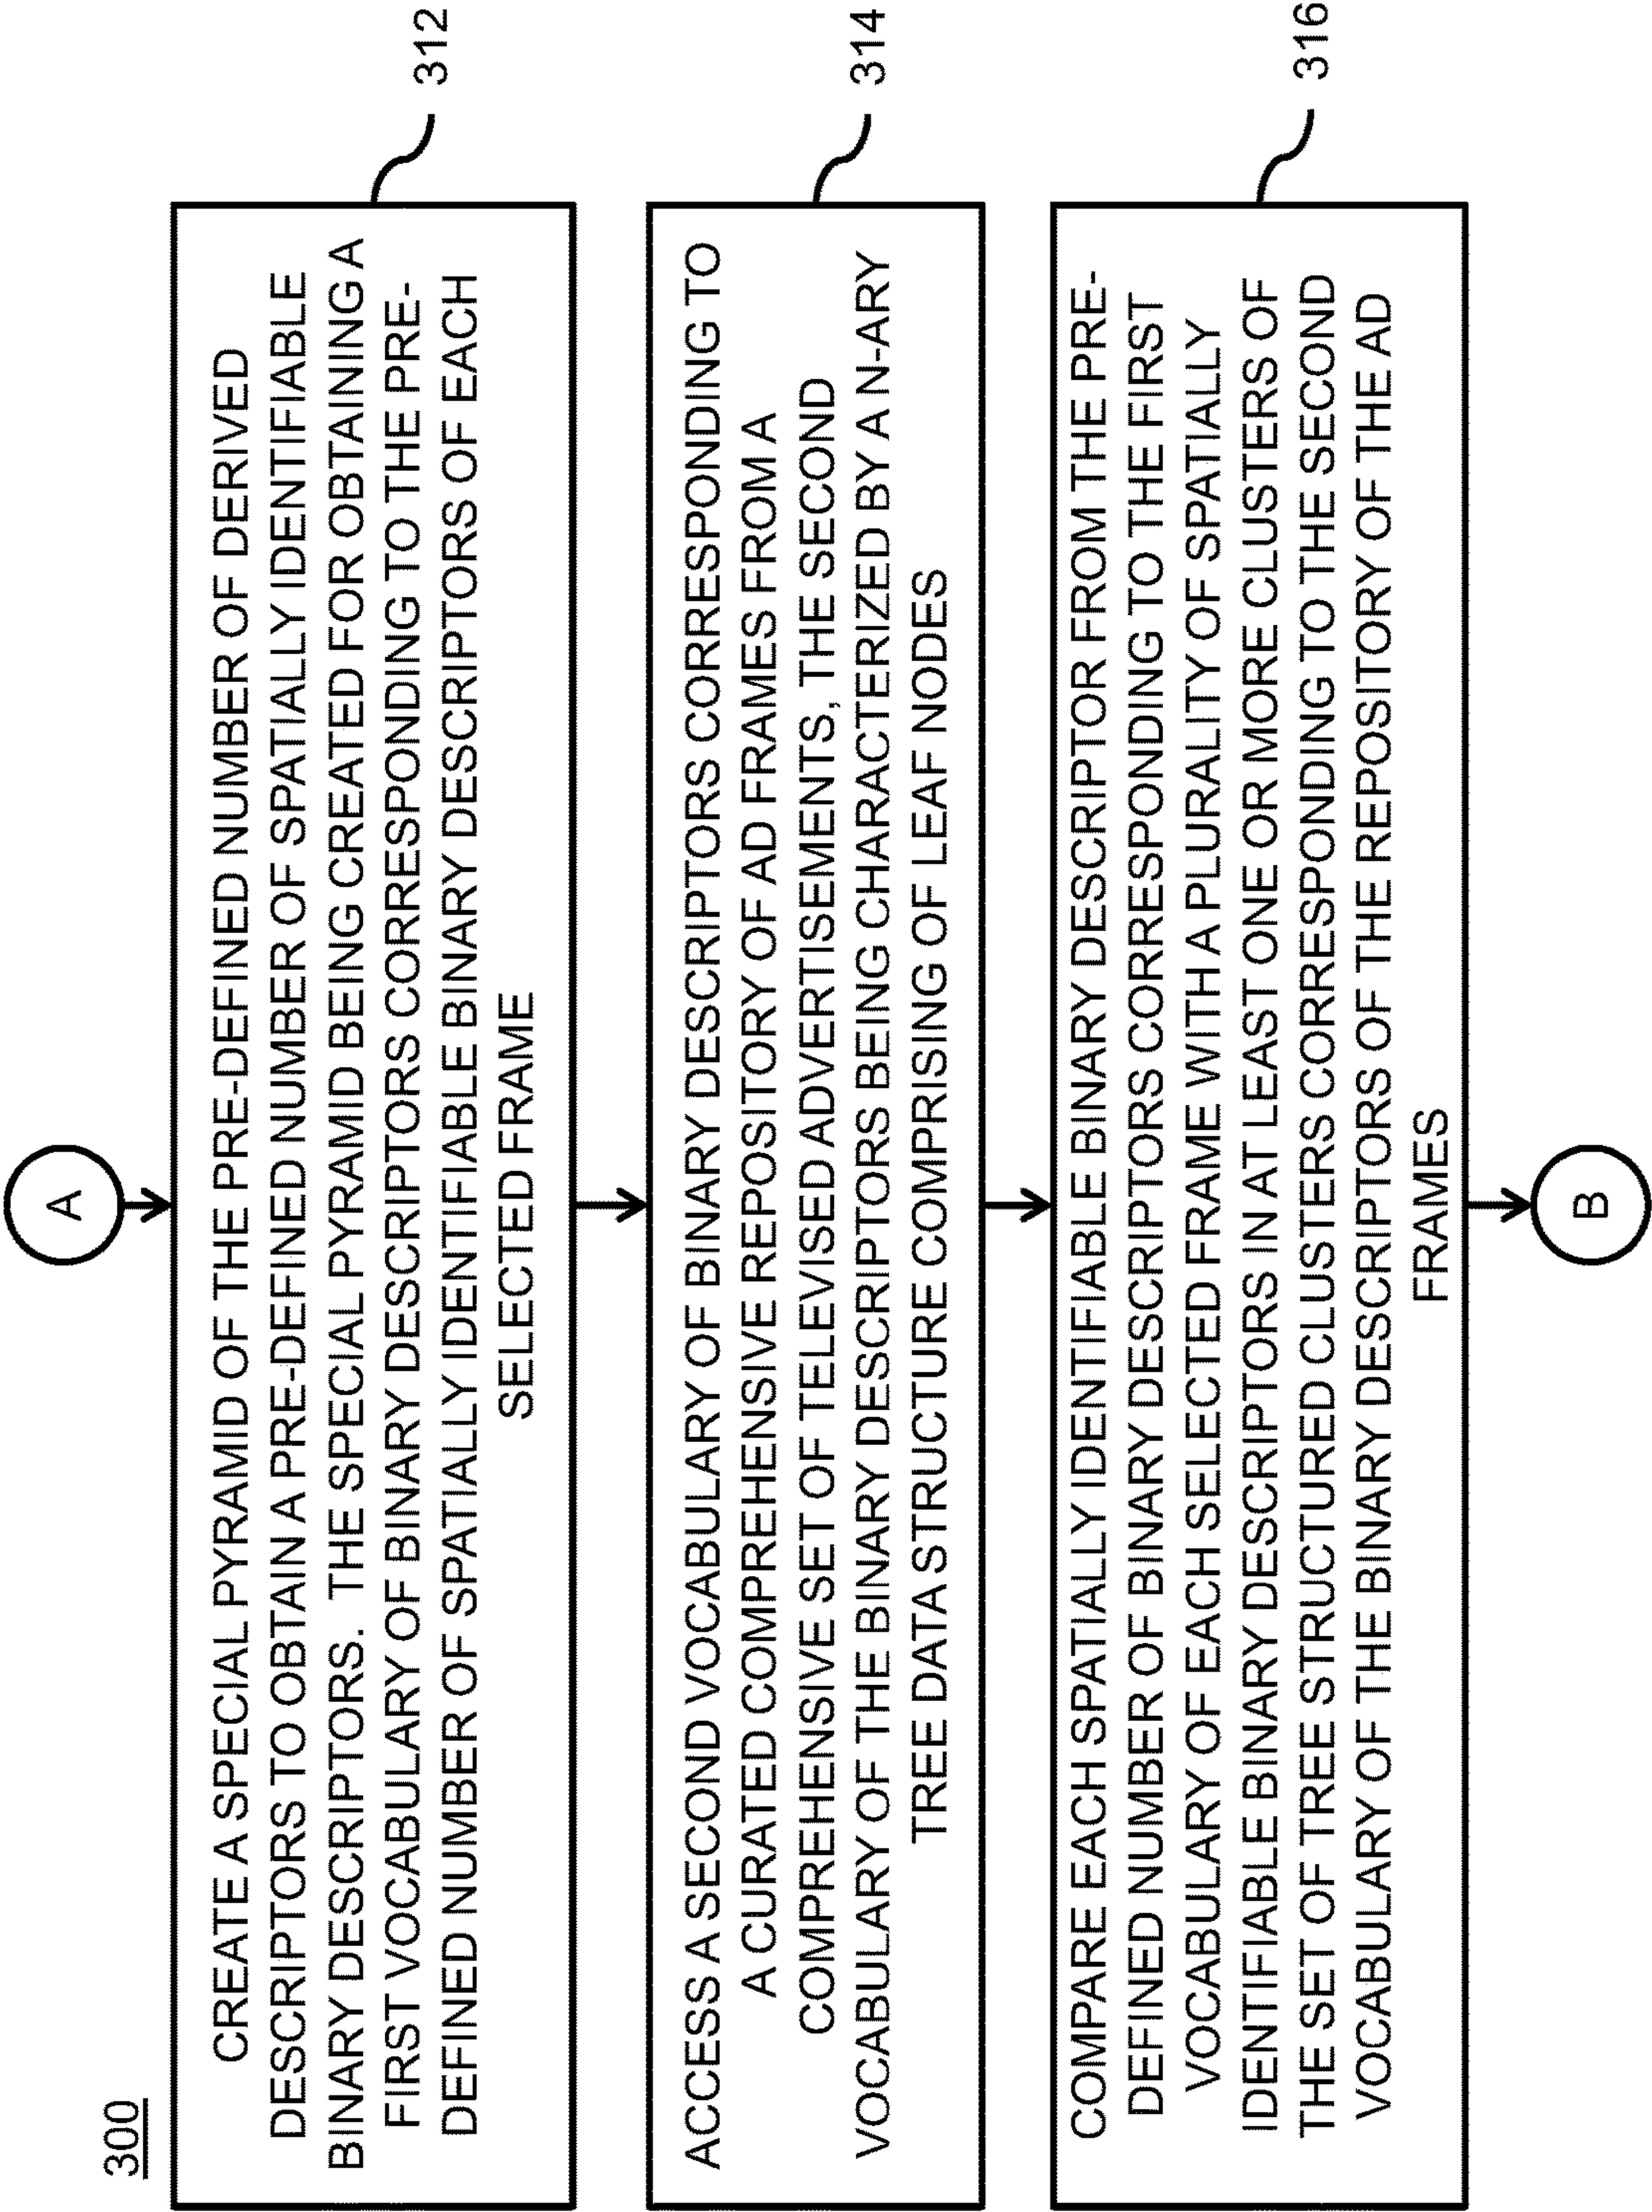 300
A
CREATE A SPECIAL PYRAMID OF THE PRE-DEFINED NUMBER OF DERIVED
DESCRIPTORS TO OBTAIN A PRE-DEFINED NUMBER OF SPATIALLY IDENTIFIABLE
BINARY DESCRIPTORS. THE SPECIAL PYRAMID BEING CREATED FOR OBTAINING A
FIRST VOCABULARY OF BINARY DESCRIPTORS CORRESPONDING TO THE PRE-
DEFINED NUMBER OF SPATIALLY IDENTIFIABLE BINARY DESCRIPTORS OF EACH
SELECTED FRAME
312
ACCESS A SECOND VOCABULARY OF BINARY DESCRIPTORS CORRESPONDING TO
A CURATED COMPREHENSIVE REPOSITORY OF AD FRAMES FROM A
COMPREHENSIVE SET OF TELEVISED ADVERTISEMENTS, THE SECOND
VOCABULARY OF THE BINARY DESCRIPTORS BEING CHARACTERIZED BY A N-ARY
TREE DATA STRUCTURE COMPRISING OF LEAF NODES
314
COMPARE EACH SPATIALLY IDENTIFIABLE BINARY DESCRIPTOR FROM THE PRE-
DEFINED NUMBER OF BINARY DESCRIPTORS CORRESPONDING TO THE FIRST
VOCABULARY OF EACH SELECTED FRAME WITH A PLURALITY OF SPATIALLY
IDENTIFIABLE BINARY DESCRIPTORS IN AT LEAST ONE OR MORE CLUSTERS OF
THE SET OF TREE STRUCTURED CLUSTERS CORRESPONDING TO THE SECOND
VOCABULARY OF THE BINARY DESCRIPTORS OF THE REPOSITORY OF THE AD
FRAMES
316
B